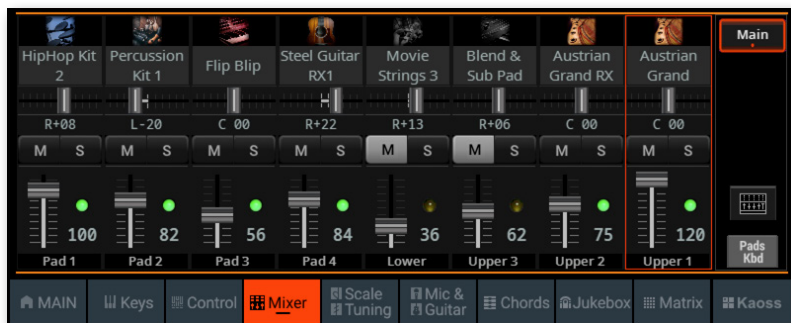 HipHop Kit 2
Percussion Kit 1
Flip Blip
Steel Guitar RX1
Movie Strings 3
Blend & Sub Pad
Austrian Grand RX
Austrian Grand
Main
R+08 L-20 C 00 R+22 R+13 R+06 C 00 C 00
M S M S M S M S M S M S M S M S
100 82 56 84 36 62 75 120
Pads
Kbd
Pad 1 Pad 2 Pad 3 Pad 4 Lower Upper 3 Upper 2 Upper 1
MAIN
Keys
Control
Mixer
Scale
Tuning
Mic &
Guitar
Chords
Jukebox
Matrix
Kaoss